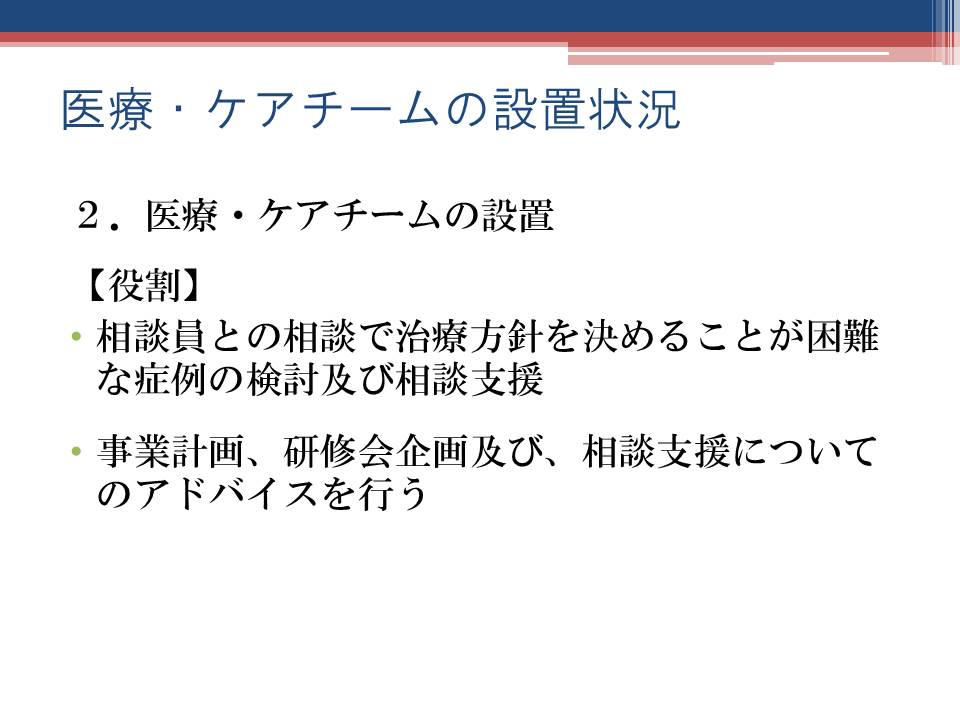 医療・ケアチームの設置状況
２．医療・ケアチームの設置
【役割】
• 相談員との相談で治療方針を決めることが困難
な症例の検討及び相談支援
• 事業計画、研修会企画及び、相談支援について
のアドバイスを行う